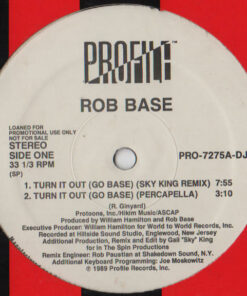 PROFILE
ROB BASE
LOANED FOR
PROMOTIONAL USE ONLY
NOT FOR SALE
STEREO
SIDE ONE
33 1/3 RPM
(SP)
PRO-7275A-DJ
1. TURN IT OUT (GO BASE) (SKY KING REMIX) 7:55
2. TURN IT OUT (GO BASE) (PERCAPELLA) 3:10
(R. Ginyard)
Protoons, Inc./Hikim Music/ASCAP
Produced by William Hamilton and Rob Base
Executive Producer: William Hamilton for World to World Records, Inc.
Recorded at Hillside Sound Studio, Englewood, New Jersey
Additional Production, Remix and Edit by Gail "Sky" King
for In The Spin Productions
Remix Engineer: Rob Paustian at Shakedown Sound, N.Y.
Additional Keyboard Programming: Joe Moskowitz
℗ 1989 Profile Records, Inc.